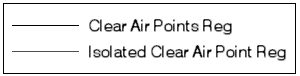 Clear Air Points Reg
Isolated Clear Air Point Reg